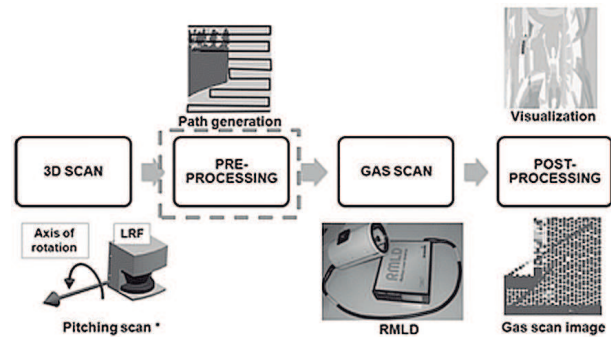 Path generation
Visualization
3D SCAN
PRE-
PROCESSING
GAS SCAN
POST-
PROCESSING
Axis of
rotation
LRF
RMLD
Pitching scan *
RMLD
Gas scan image